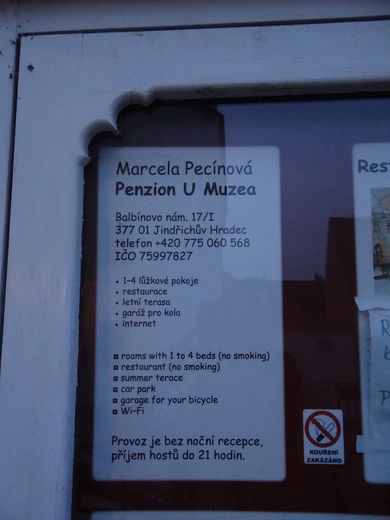 Marcela Pecínová
Penzion U Muzea
Balbínovo nám. 17/I
377 01 Jindřichův Hradec
telefon +420 775 060 568
IČO 75997827
• 1-4 lůžkové pokoje
• restaurace
• letní terasa
• garáž pro kola
• internet
rooms with 1 to 4 beds (no smoking)
restaurant (no smoking)
summer terace
car park
garage for your bicycle
Wi-Fi
Provoz je bez noční recepce,
příjem hostů do 21 hodin.
KOUŘENÍ
ZAKÁZÁNO